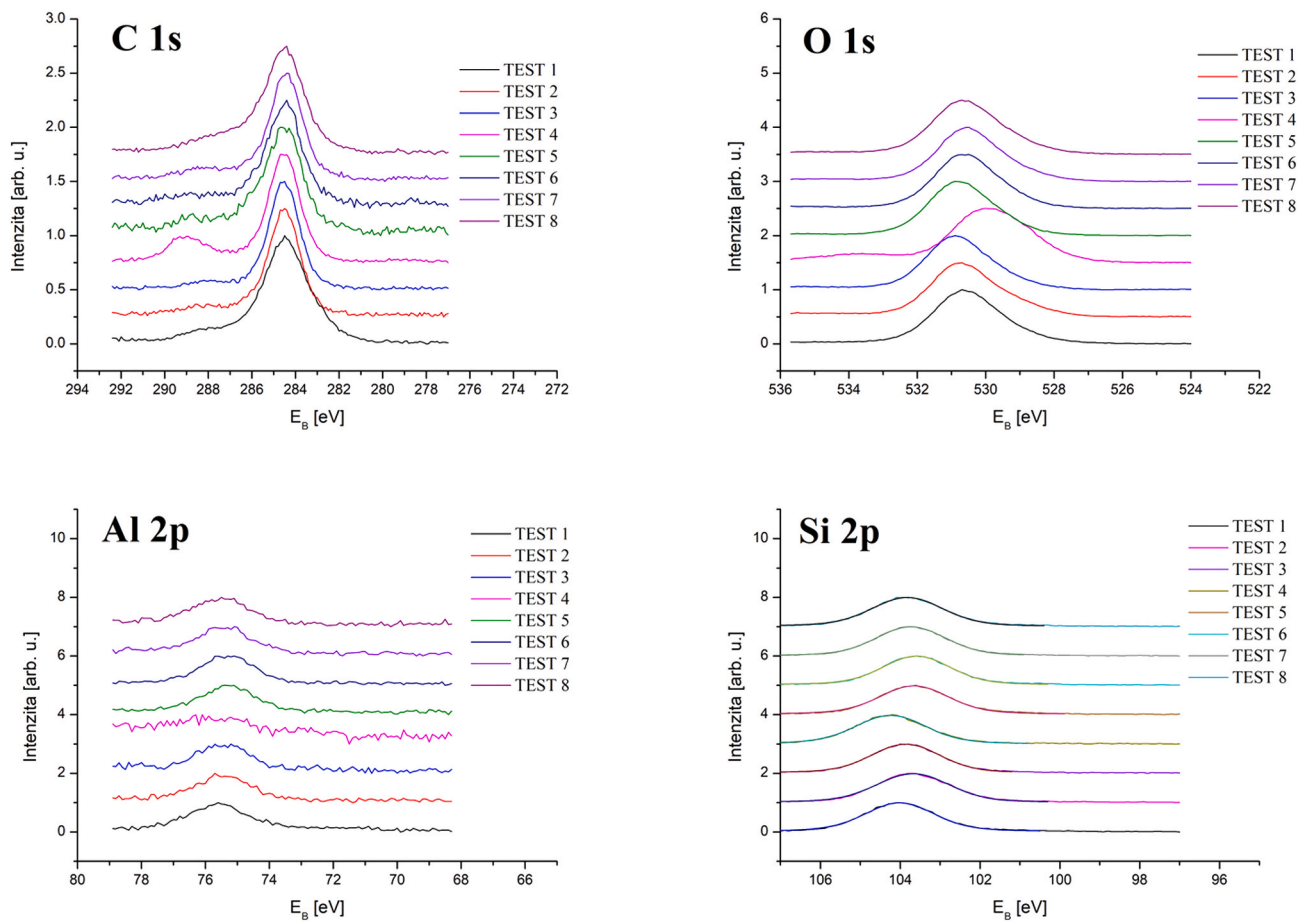 C 1s
3.0
2.5
2.0
1.5
1.0
0.5
0.0
Intenzita [arb. u.]
294 292 290 288 286 284 282 280 278 276 274 272
E_B [eV]
TEST 1
TEST 2
TEST 3
TEST 4
TEST 5
TEST 6
TEST 7
TEST 8
O 1s
6
5
4
3
2
1
0
Intenzita [arb. u.]
536 534 532 530 528 526 524 522
E_B [eV]
TEST 1
TEST 2
TEST 3
TEST 4
TEST 5
TEST 6
TEST 7
TEST 8
Al 2p
10
8
6
4
2
0
Intenzita [arb. u.]
80 78 76 74 72 70 68 66
E_B [eV]
TEST 1
TEST 2
TEST 3
TEST 4
TEST 5
TEST 6
TEST 7
TEST 8
Si 2p
10
8
6
4
2
0
Intenzita [arb. u.]
106 104 102 100 98 96
E_B [eV]
TEST 1
TEST 2
TEST 3
TEST 4
TEST 5
TEST 6
TEST 7
TEST 8